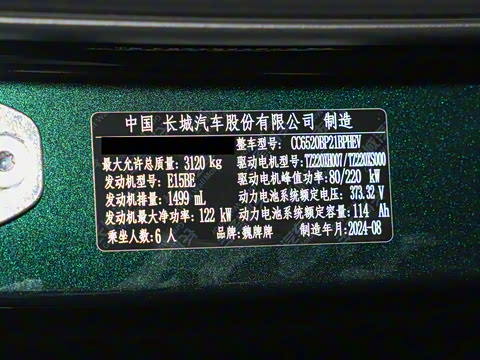 中国 长城汽车股份有限公司 制造
整车型号: CC6520BP21BPHEV
最大允许总质量: 3120 kg 驱动电机型号: TZ220XH007/TZ220XS000
发动机型号: E15BE 驱动电机峰值功率: 80/220 kW
发动机排量: 1499 mL 动力电池系统额定电压: 373.32 V
发动机最大净功率: 122 kW 动力电池系统额定容量: 114 Ah
乘坐人数: 6 人 品牌: 魏牌牌 制造年月: 2024-08